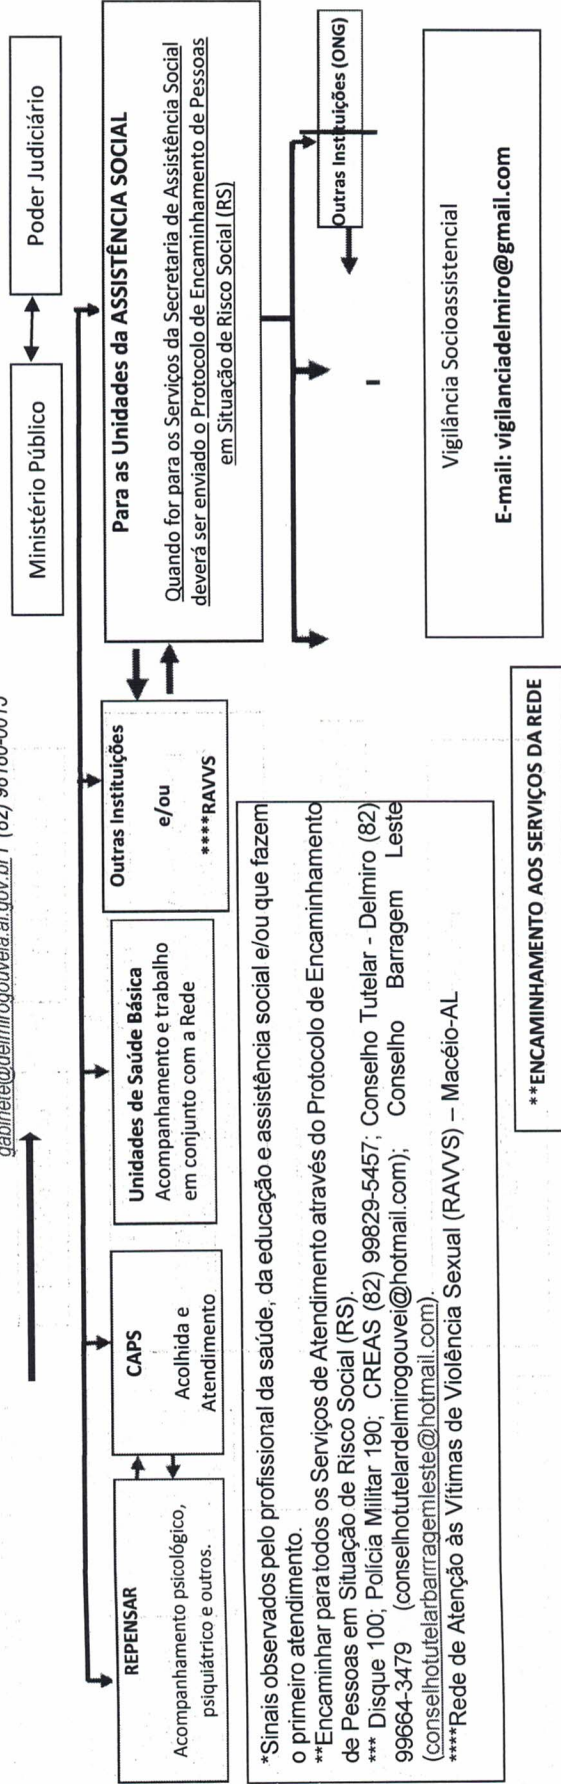 gabinete@delmirogouveia.al.gov.br / (82) 98180-0015
Ministério Público
Poder Judiciário
REPENSAR
Acompanhamento psicológico,
psiquiátrico e outros.
CAPS
Acolhida e
Atendimento
Unidades de Saúde Básica
Acompanhamento e trabalho
em conjunto com a Rede
Outras Instituições
e/ou
****RAVVS
Para as Unidades da ASSISTÊNCIA SOCIAL
Quando for para os Serviços da Secretaria de Assistência Social
deverá ser enviado o Protocolo de Encaminhamento de Pessoas
em Situação de Risco Social (RS)
Outras Instituições (ONG)
*Sinais observados pelo profissional da saúde, da educação e assistência social e/ou que fazem
o primeiro atendimento.
**Encaminhar para todos os Serviços de Atendimento através do Protocolo de Encaminhamento
de Pessoas em Situação de Risco Social (RS).
*** Disque 100; Polícia Militar 190; CREAS (82) 99829-5457; Conselho Tutelar - Delmiro (82)
99664-3479 (conselhotutelardelmirogouvei@hotmail.com); Conselho Barragem Leste
(conselhotutelarbarrragemleste@hotmail.com).
****Rede de Atenção às Vítimas de Violência Sexual (RAVVS) – Macéio-AL
Vigilância Socioassistencial
E-mail: vigilanciadelmiro@gmail.com
**ENCAMINHAMENTO AOS SERVIÇOS DA REDE